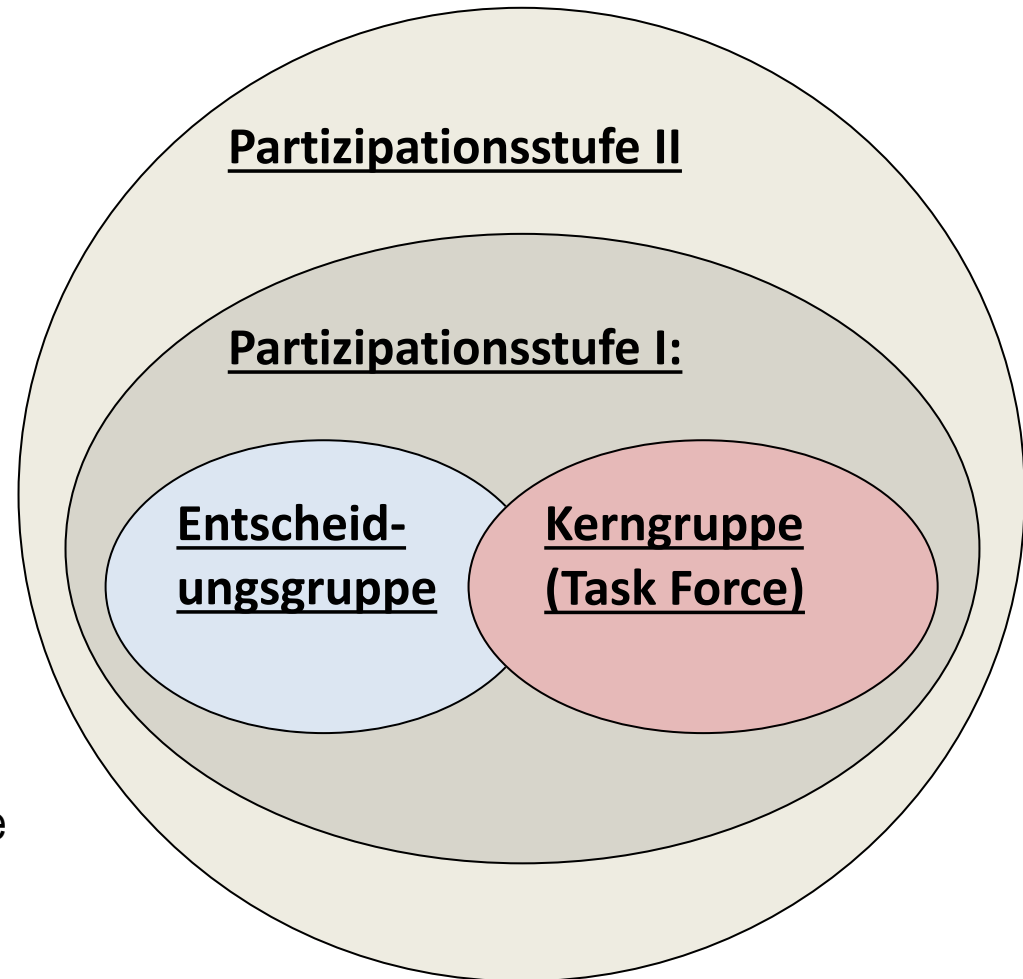 Partizipationsstufe II
Partizipationsstufe I:
Entscheid-
ungsgruppe
Kerngruppe
(Task Force)
e